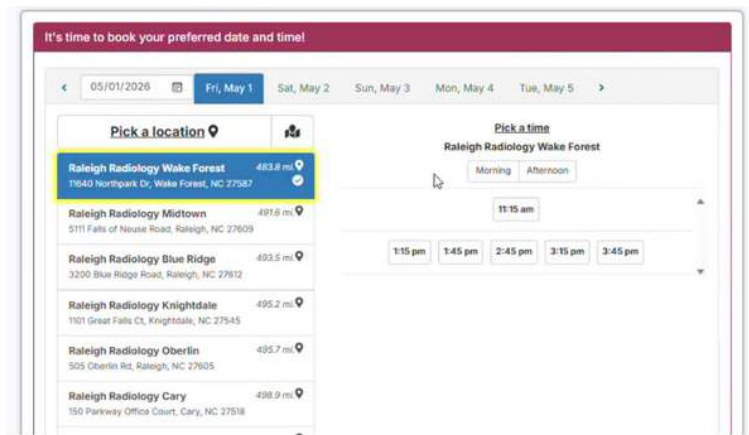 It's time to book your preferred date and time!
05/01/2026 Fri, May 1 Sat, May 2 Sun, May 3 Mon, May 4 Tue, May 5
Pick a location
Raleigh Radiology Wake Forest 483.8 mi.
11640 Northpark Dr, Wake Forest, NC 27587
Raleigh Radiology Midtown 491.6 mi.
5111 Falls of Neuse Road, Raleigh, NC 27609
Raleigh Radiology Blue Ridge 493.5 mi.
3200 Blue Ridge Road, Raleigh, NC 27612
Raleigh Radiology Knightdale 495.2 mi.
1101 Great Falls Ct, Knightdale, NC 27545
Raleigh Radiology Oberlin 495.7 mi.
505 Oberlin Rd, Raleigh, NC 27605
Raleigh Radiology Cary 498.9 mi.
150 Parkway Office Court, Cary, NC 27518
Pick a time
Raleigh Radiology Wake Forest
Morning Afternoon
11:15 am
1:15 pm 1:45 pm 2:45 pm 3:15 pm 3:45 pm